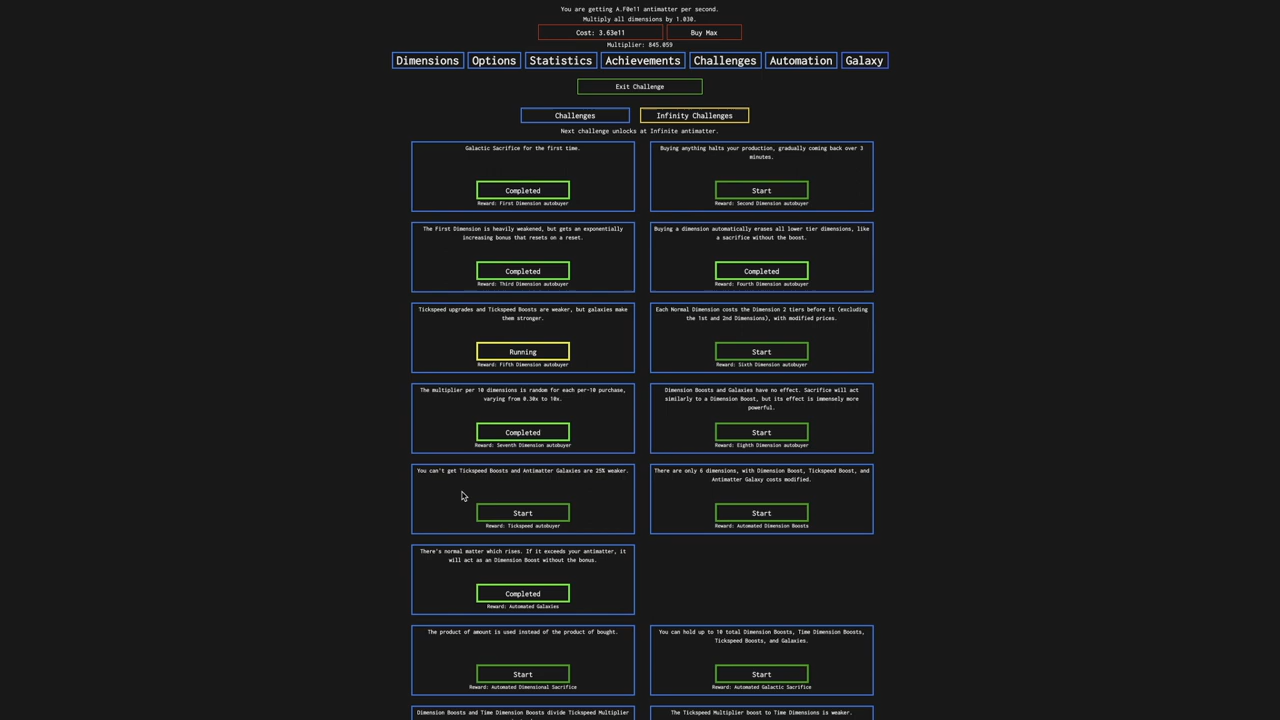 You are getting A.F0e11 antimatter per second.
Multiply all dimensions by 1.030.
Cost: 3.63e11
Buy Max
Multiplier: 845.059
Dimensions
Options
Statistics
Achievements
Challenges
Automation
Galaxy
Exit Challenge
Challenges
Infinity Challenges
Next challenge unlocks at Infinite antimatter.
Galactic Sacrifice for the first time.
Completed
Reward: First Dimension autobuyer
Buying anything halts your production, gradually coming back over 3
minutes.
Start
Reward: Second Dimension autobuyer
The First Dimension is heavily weakened, but gets an exponentially
increasing bonus that resets on a reset.
Completed
Reward: Third Dimension autobuyer
Buying a dimension automatically erases all lower tier dimensions, like
a sacrifice without the boost.
Completed
Reward: Fourth Dimension autobuyer
Tickspeed upgrades and Tickspeed Boosts are weaker, but galaxies make
them stronger.
Running
Reward: Fifth Dimension autobuyer
Each Normal Dimension costs the Dimension 2 tiers before it (excluding
the 1st and 2nd Dimensions), with modified prices.
Start
Reward: Sixth Dimension autobuyer
The multiplier per 10 dimensions is random for each per-10 purchase,
varying from 0.30x to 10x.
Completed
Reward: Seventh Dimension autobuyer
Dimension Boosts and Galaxies have no effect. Sacrifice will act
similarly to a Dimension Boost, but its effect is immensely more
powerful.
Start
Reward: Eighth Dimension autobuyer
You can't get Tickspeed Boosts and Antimatter Galaxies are 25% weaker.
Start
Reward: Tickspeed autobuyer
There are only 6 dimensions, with Dimension Boost, Tickspeed Boost, and
Antimatter Galaxy costs modified.
Start
Reward: Automated Dimension Boosts
There's normal matter which rises. If it exceeds your antimatter, it
will act as an Dimension Boost without the bonus.
Completed
Reward: Automated Galaxies
The product of amount is used instead of the product of bought.
Start
Reward: Automated Dimensional Sacrifice
You can hold up to 10 total Dimension Boosts, Time Dimension Boosts,
Tickspeed Boosts, and Galaxies.
Start
Reward: Automated Galactic Sacrifice
Dimension Boosts and Time Dimension Boosts divide Tickspeed Multiplier
The Tickspeed Multiplier boost to Time Dimensions is weaker.